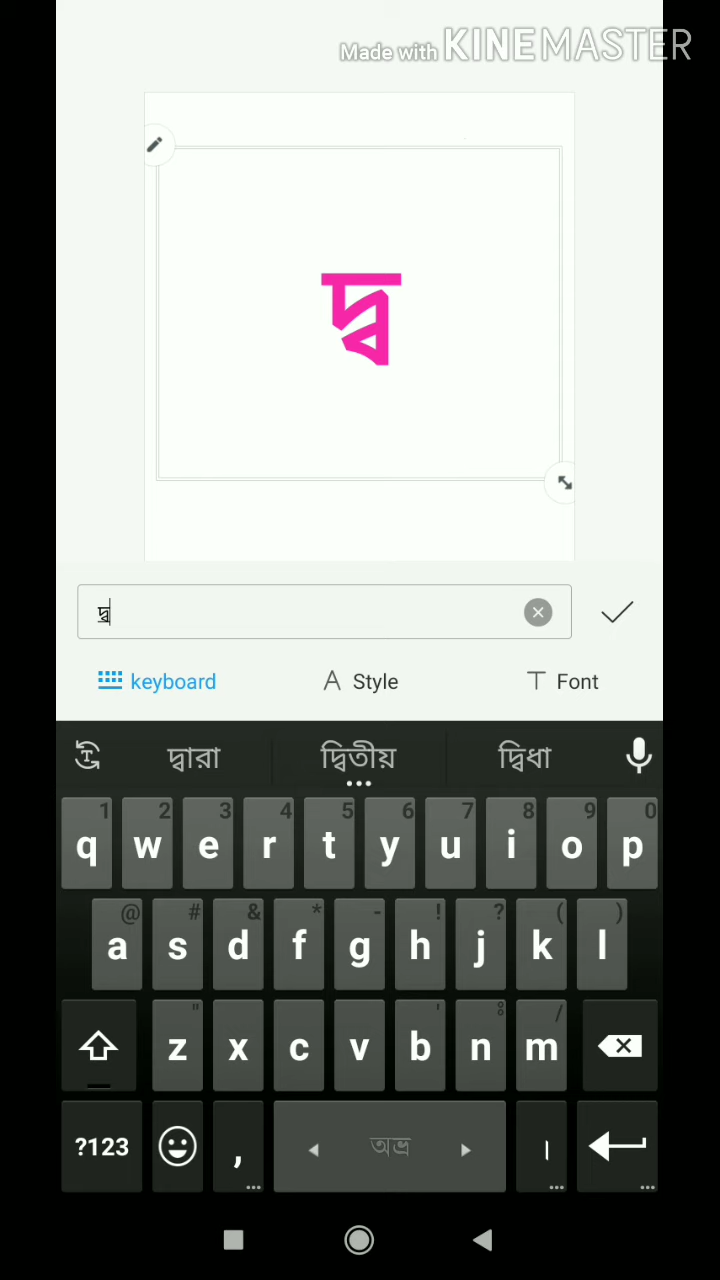 Made with KINEMASTER
দ্ব
দ্ব
keyboard Style Font
দ্বারা দ্বিতীয় দ্বিধা
1 2 3 4 5 6 7 8 9 0
q w e r t y u i o p
@ # & * - ! ? ( )
a s d f g h j k l
" ' : /
z x c v b n m
?123 , অভ্র ।